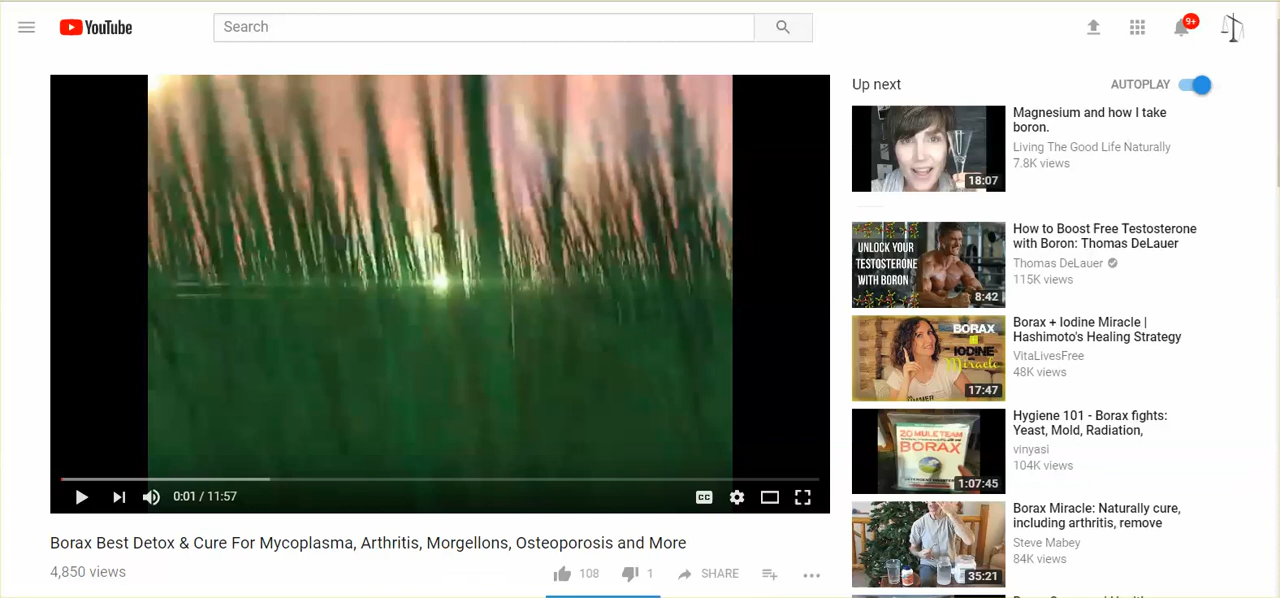 YouTube
Search
9+
Up next
AUTOPLAY
18:07
Magnesium and how I take
boron.
Living The Good Life Naturally
7.8K views
UNLOCK YOUR
TESTOSTERONE
WITH BORON
8:42
How to Boost Free Testosterone
with Boron: Thomas DeLauer
Thomas DeLauer
115K views
BORAX
IODINE
Miracle
17:47
Borax + Iodine Miracle |
Hashimoto's Healing Strategy
VitaLivesFree
48K views
20 MULE TEAM
BORAX
1:07:45
Hygiene 101 - Borax fights:
Yeast, Mold, Radiation,
vinyasi
104K views
35:21
Borax Miracle: Naturally cure,
including arthritis, remove
Steve Mabey
84K views
0:01 / 11:57
CC
Borax Best Detox & Cure For Mycoplasma, Arthritis, Morgellons, Osteoporosis and More
4,850 views
108
1
SHARE